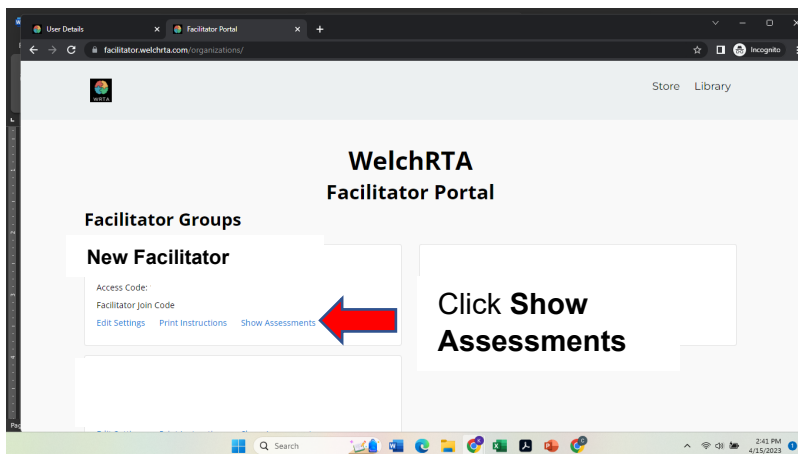 User Details
Facilitator Portal
facilitator.welchrta.com/organizations/
Incognito
WRTA
Store Library
WelchRTA
Facilitator Portal
Facilitator Groups
New Facilitator
Access Code:
Facilitator Join Code
Edit Settings Print Instructions Show Assessments
Click Show
Assessments
Search
2:41 PM
4/15/2023